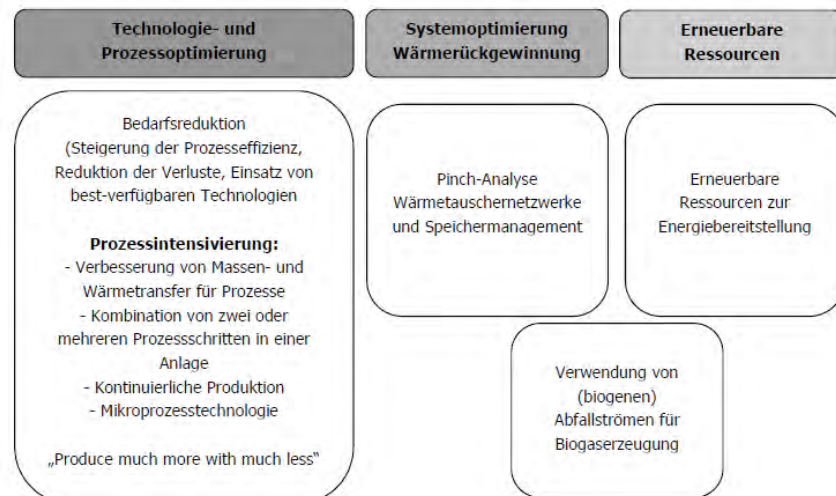 Technologie- und
Prozessoptimierung
Systemoptimierung
Wärmerückgewinnung
Erneuerbare
Ressourcen
Bedarfsreduktion
(Steigerung der Prozesseffizienz,
Reduktion der Verluste, Einsatz von
best-verfügbaren Technologien
Prozessintensivierung:
- Verbesserung von Massen- und
Wärmetransfer für Prozesse
- Kombination von zwei oder
mehreren Prozessschritten in einer
Anlage
- Kontinuierliche Produktion
- Mikroprozesstechnologie
„Produce much more with much less“
Pinch-Analyse
Wärmetauschernetzwerke
und Speichermanagement
Erneuerbare
Ressourcen zur
Energiebereitstellung
Verwendung von
(biogenen)
Abfallströmen für
Biogaserzeugung